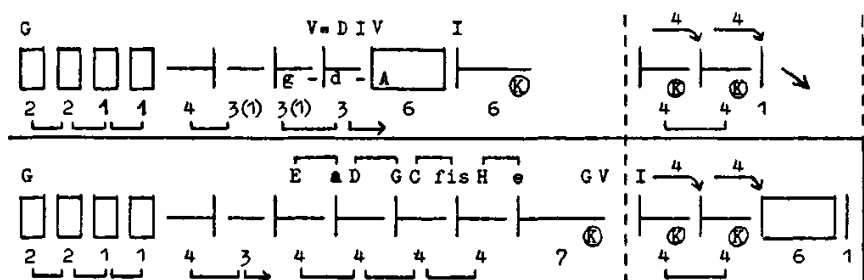 G V=D I V I 4 4
g - d - A
Ⓚ Ⓚ Ⓚ
2 2 1 1 4 3(1) 3(1) 3 6 6 4 4 1
G E a D G C fis H e G V I 4 4
Ⓚ Ⓚ Ⓚ
2 2 1 1 4 3 4 4 4 4 7 4 4 6 1